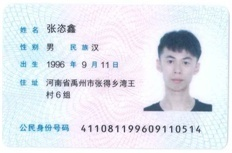 姓名 张恣鑫
性别 男 民族 汉
出生 1996 年 9 月 11 日
住址 河南省禹州市张得乡湾王
村6组
公民身份号码 411081199609110514